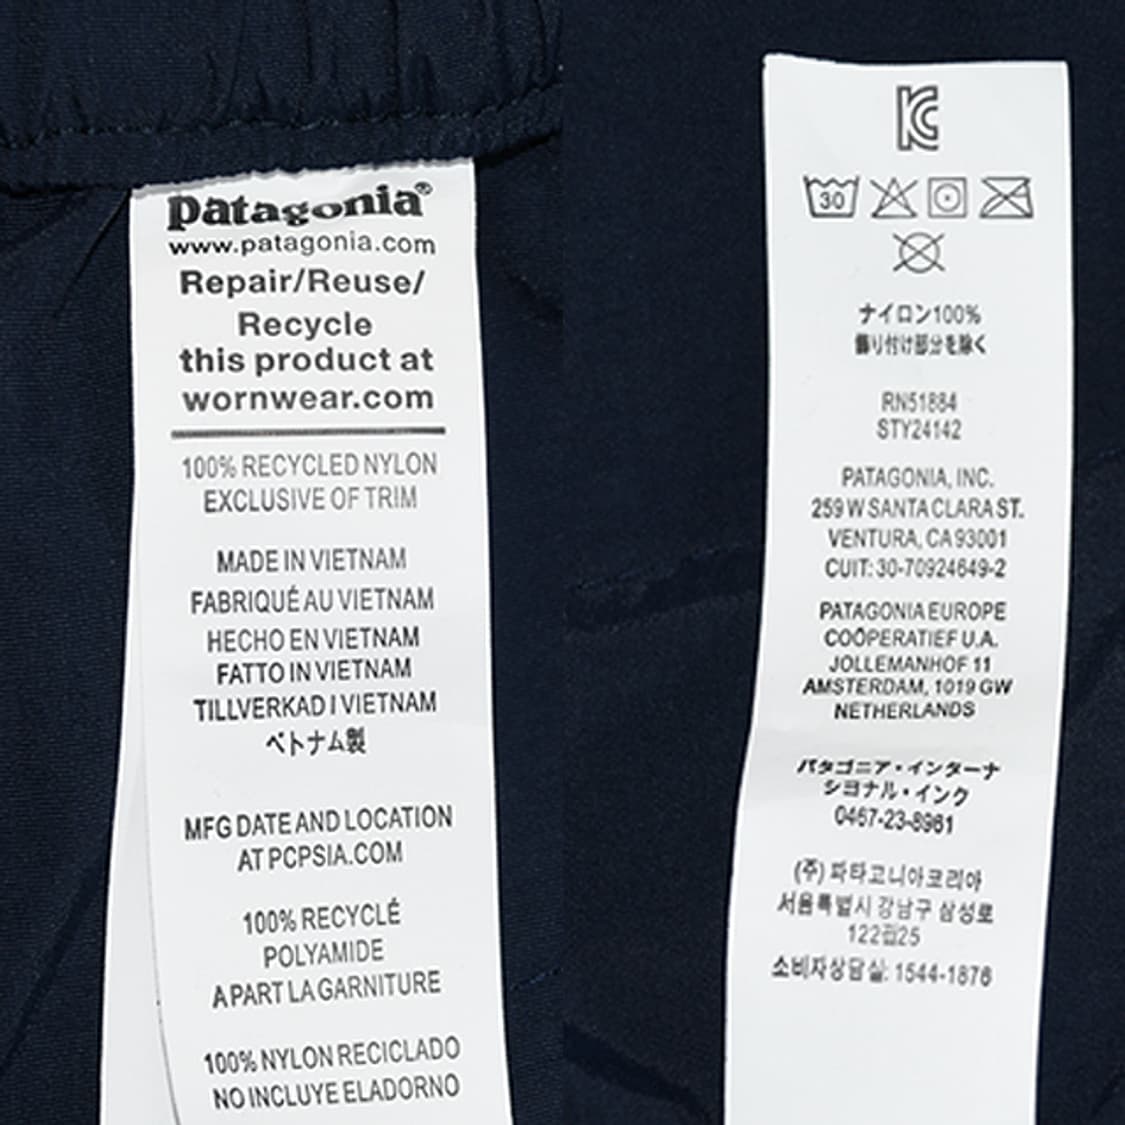 patagonia®
www.patagonia.com
Repair/Reuse/
Recycle
this product at
wornwear.com
100% RECYCLED NYLON
EXCLUSIVE OF TRIM
MADE IN VIETNAM
FABRIQUÉ AU VIETNAM
HECHO EN VIETNAM
FATTO IN VIETNAM
TILLVERKAD I VIETNAM
ベトナム製
MFG DATE AND LOCATION
AT PCPSIA.COM
100% RECYCLÉ
POLYAMIDE
A PART LA GARNITURE
100% NYLON RECICLADO
NO INCLUYE EL ADORNO
KC
30
ナイロン100%
飾り付け部分を除く
RN51884
STY24142
PATAGONIA, INC.
259 W SANTA CLARA ST.
VENTURA, CA 93001
CUIT: 30-70924649-2
PATAGONIA EUROPE
COÖPERATIEF U.A.
JOLLEMANHOF 11
AMSTERDAM, 1019 GW
NETHERLANDS
パタゴニア・インターナ
ショナル・インク
0467-23-8961
(주) 파타고니아코리아
서울특별시 강남구 삼성로
소비자상담실: 1544-1876